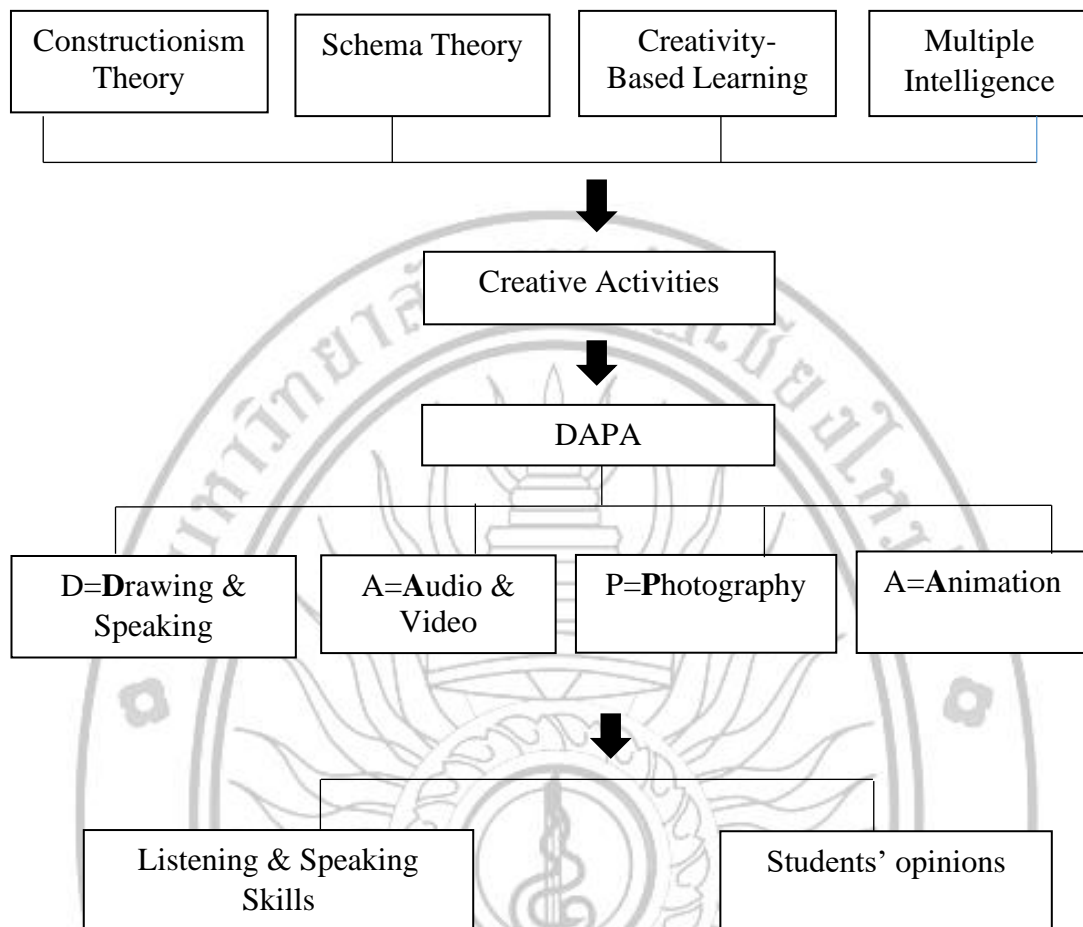 Constructionism
Theory
Schema Theory
Creativity-
Based Learning
Multiple
Intelligence
Creative Activities
DAPA
D=Drawing &
Speaking
A=Audio &
Video
P=Photography
A=Animation
Listening & Speaking
Skills
Students’ opinions